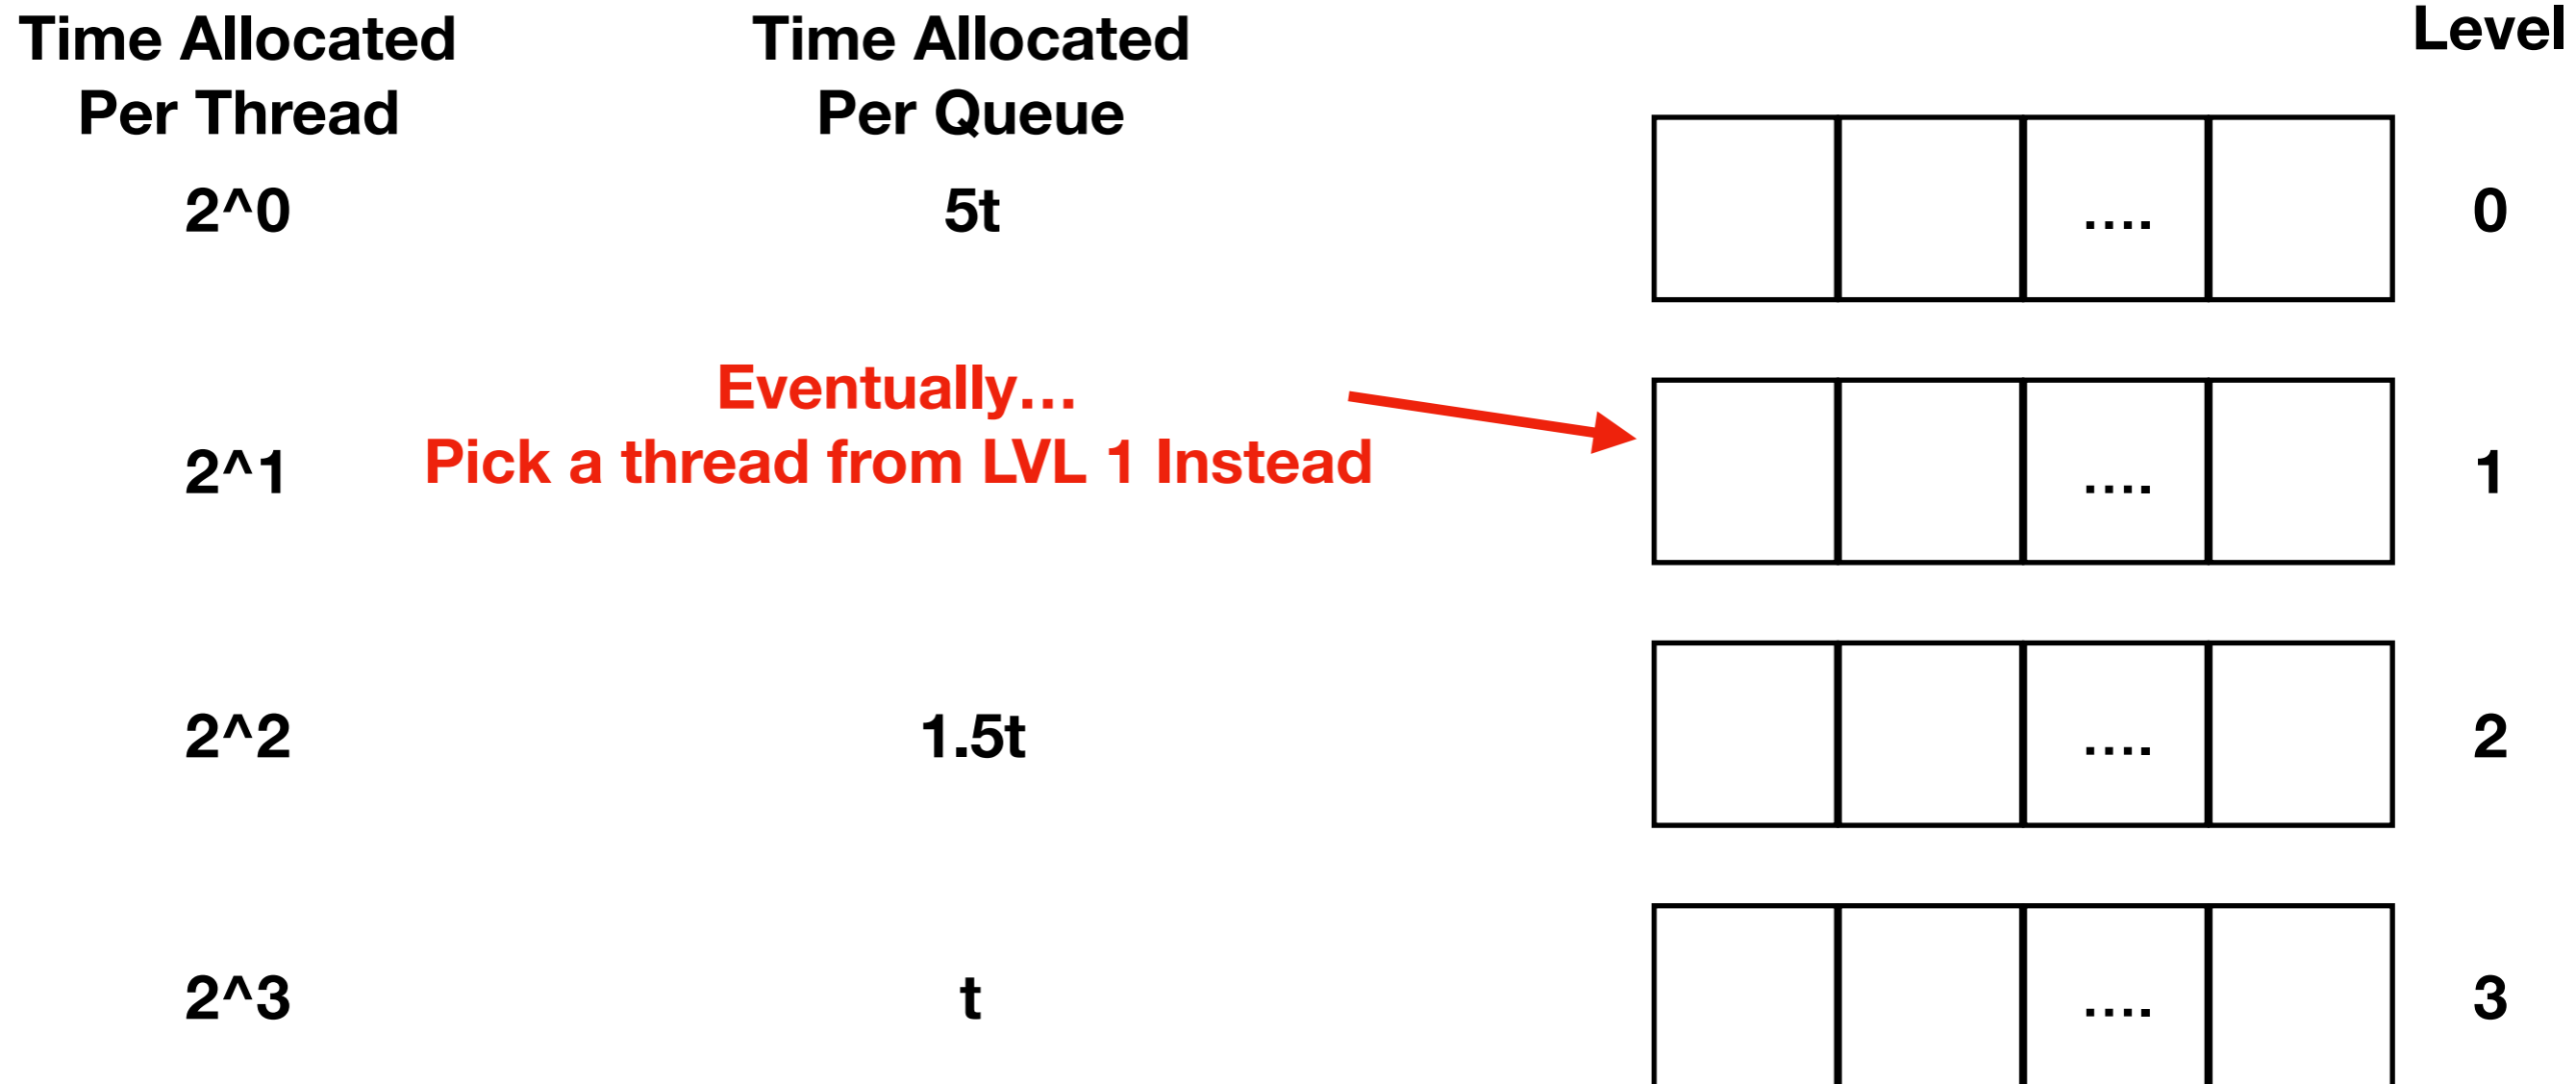 Time Allocated
Per Thread
Time Allocated
Per Queue
Level
2^0
5t
....
0
Eventually...
2^1
Pick a thread from LVL 1 Instead
....
1
2^2
1.5t
....
2
2^3
t
....
3